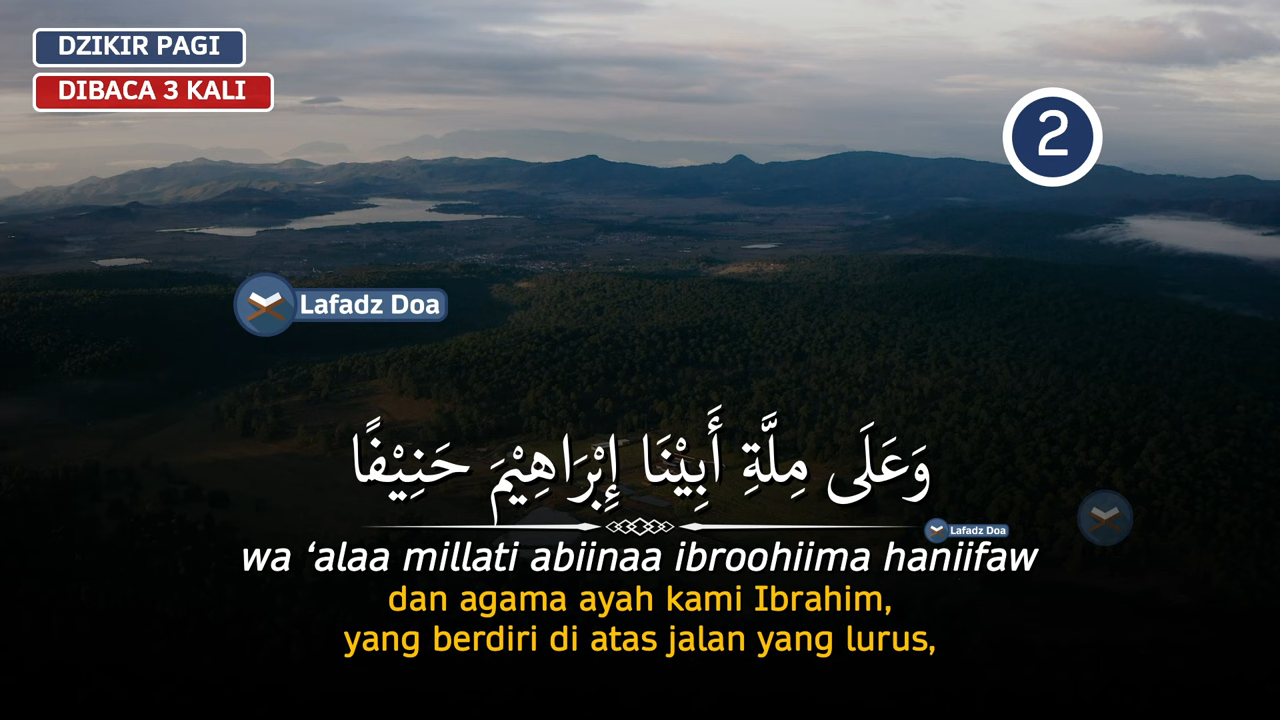 DZIKIR PAGI
DIBACA 3 KALI
2
Lafadz Doa
وَعَلَى مِلَّةِ أَبِيْنَا إِبْرَاهِيْمَ حَنِيْفًا
Lafadz Doa
wa ‘alaa millati abiinaa ibroohiima haniifaw
dan agama ayah kami Ibrahim,
yang berdiri di atas jalan yang lurus,